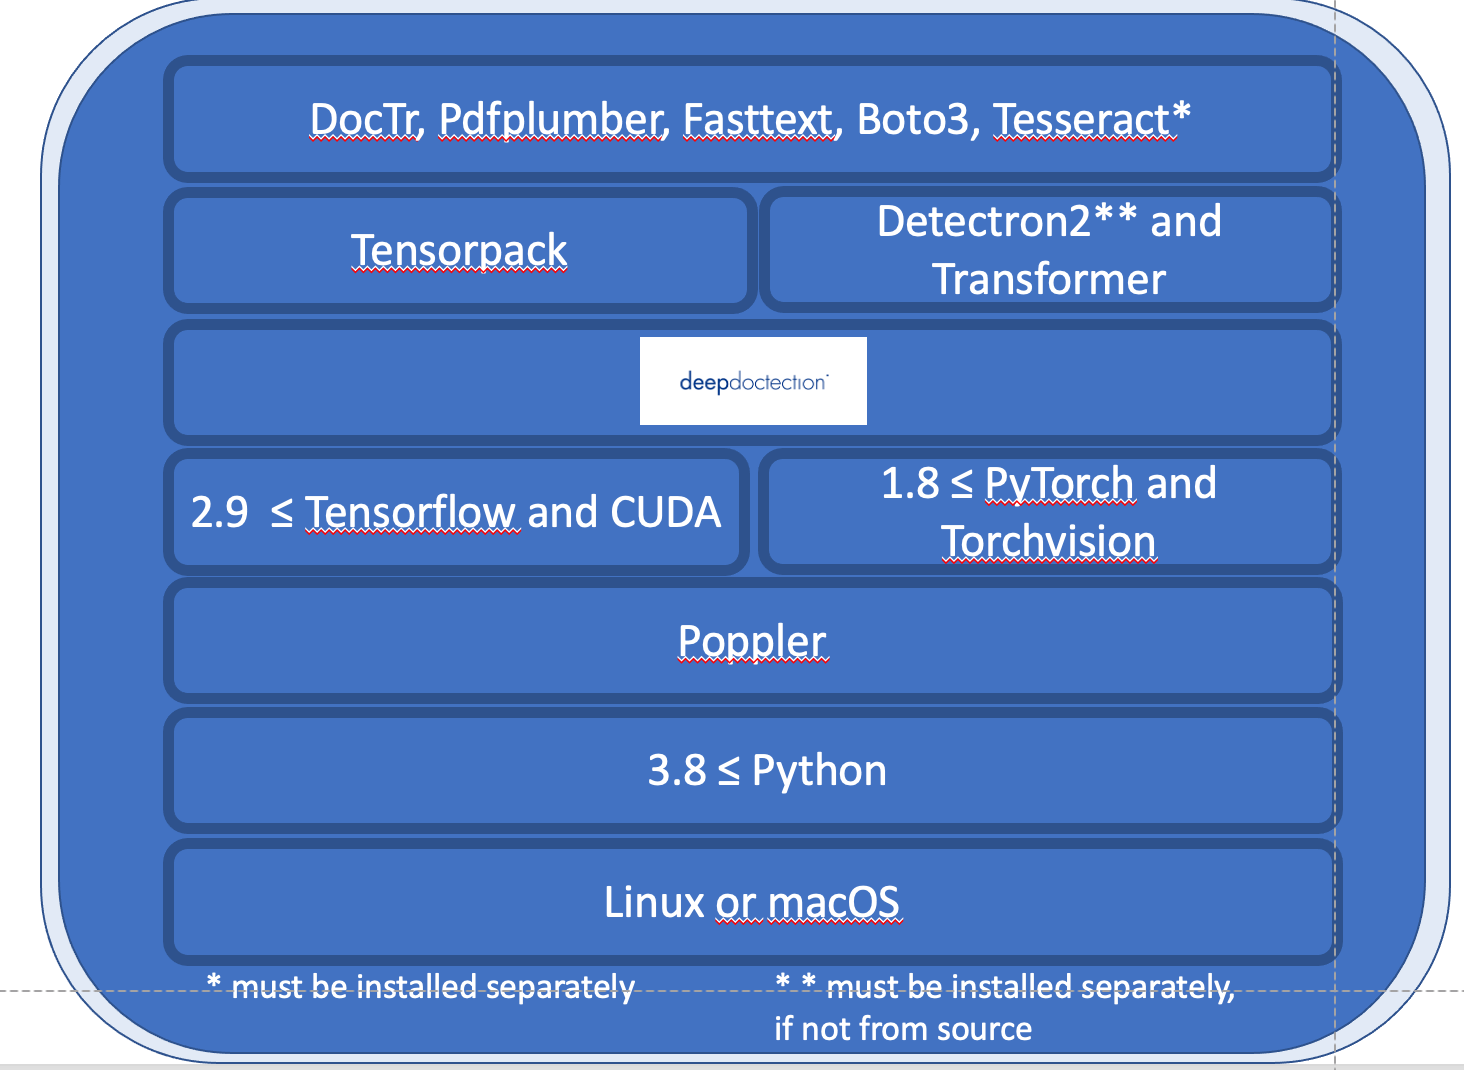 DocTr, Pdfplumber, Fasttext, Boto3, Tesseract*
Tensorpack
Detectron2** and
Transformer
deepdoctection
2.9 ≤ Tensorflow and CUDA
1.8 ≤ PyTorch and
Torchvision
Poppler
3.8 ≤ Python
Linux or macOS
* must be installed separately
* * must be installed separately,
if not from source